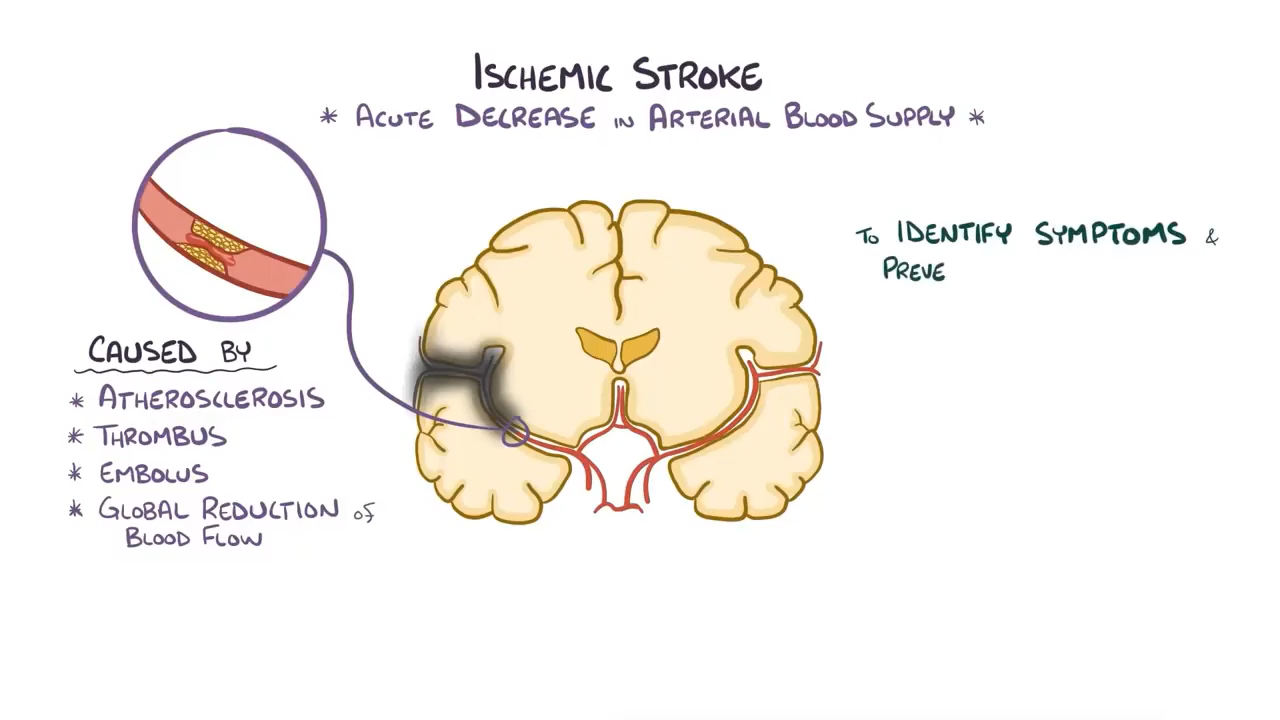 ISCHEMIC STROKE
* ACUTE DECREASE IN ARTERIAL BLOOD SUPPLY *
CAUSED BY
* ATHEROSCLEROSIS
* THROMBUS
* EMBOLUS
* GLOBAL REDUCTION of
BLOOD FLOW
To IDENTIFY SYMPTOMS &
PREVE